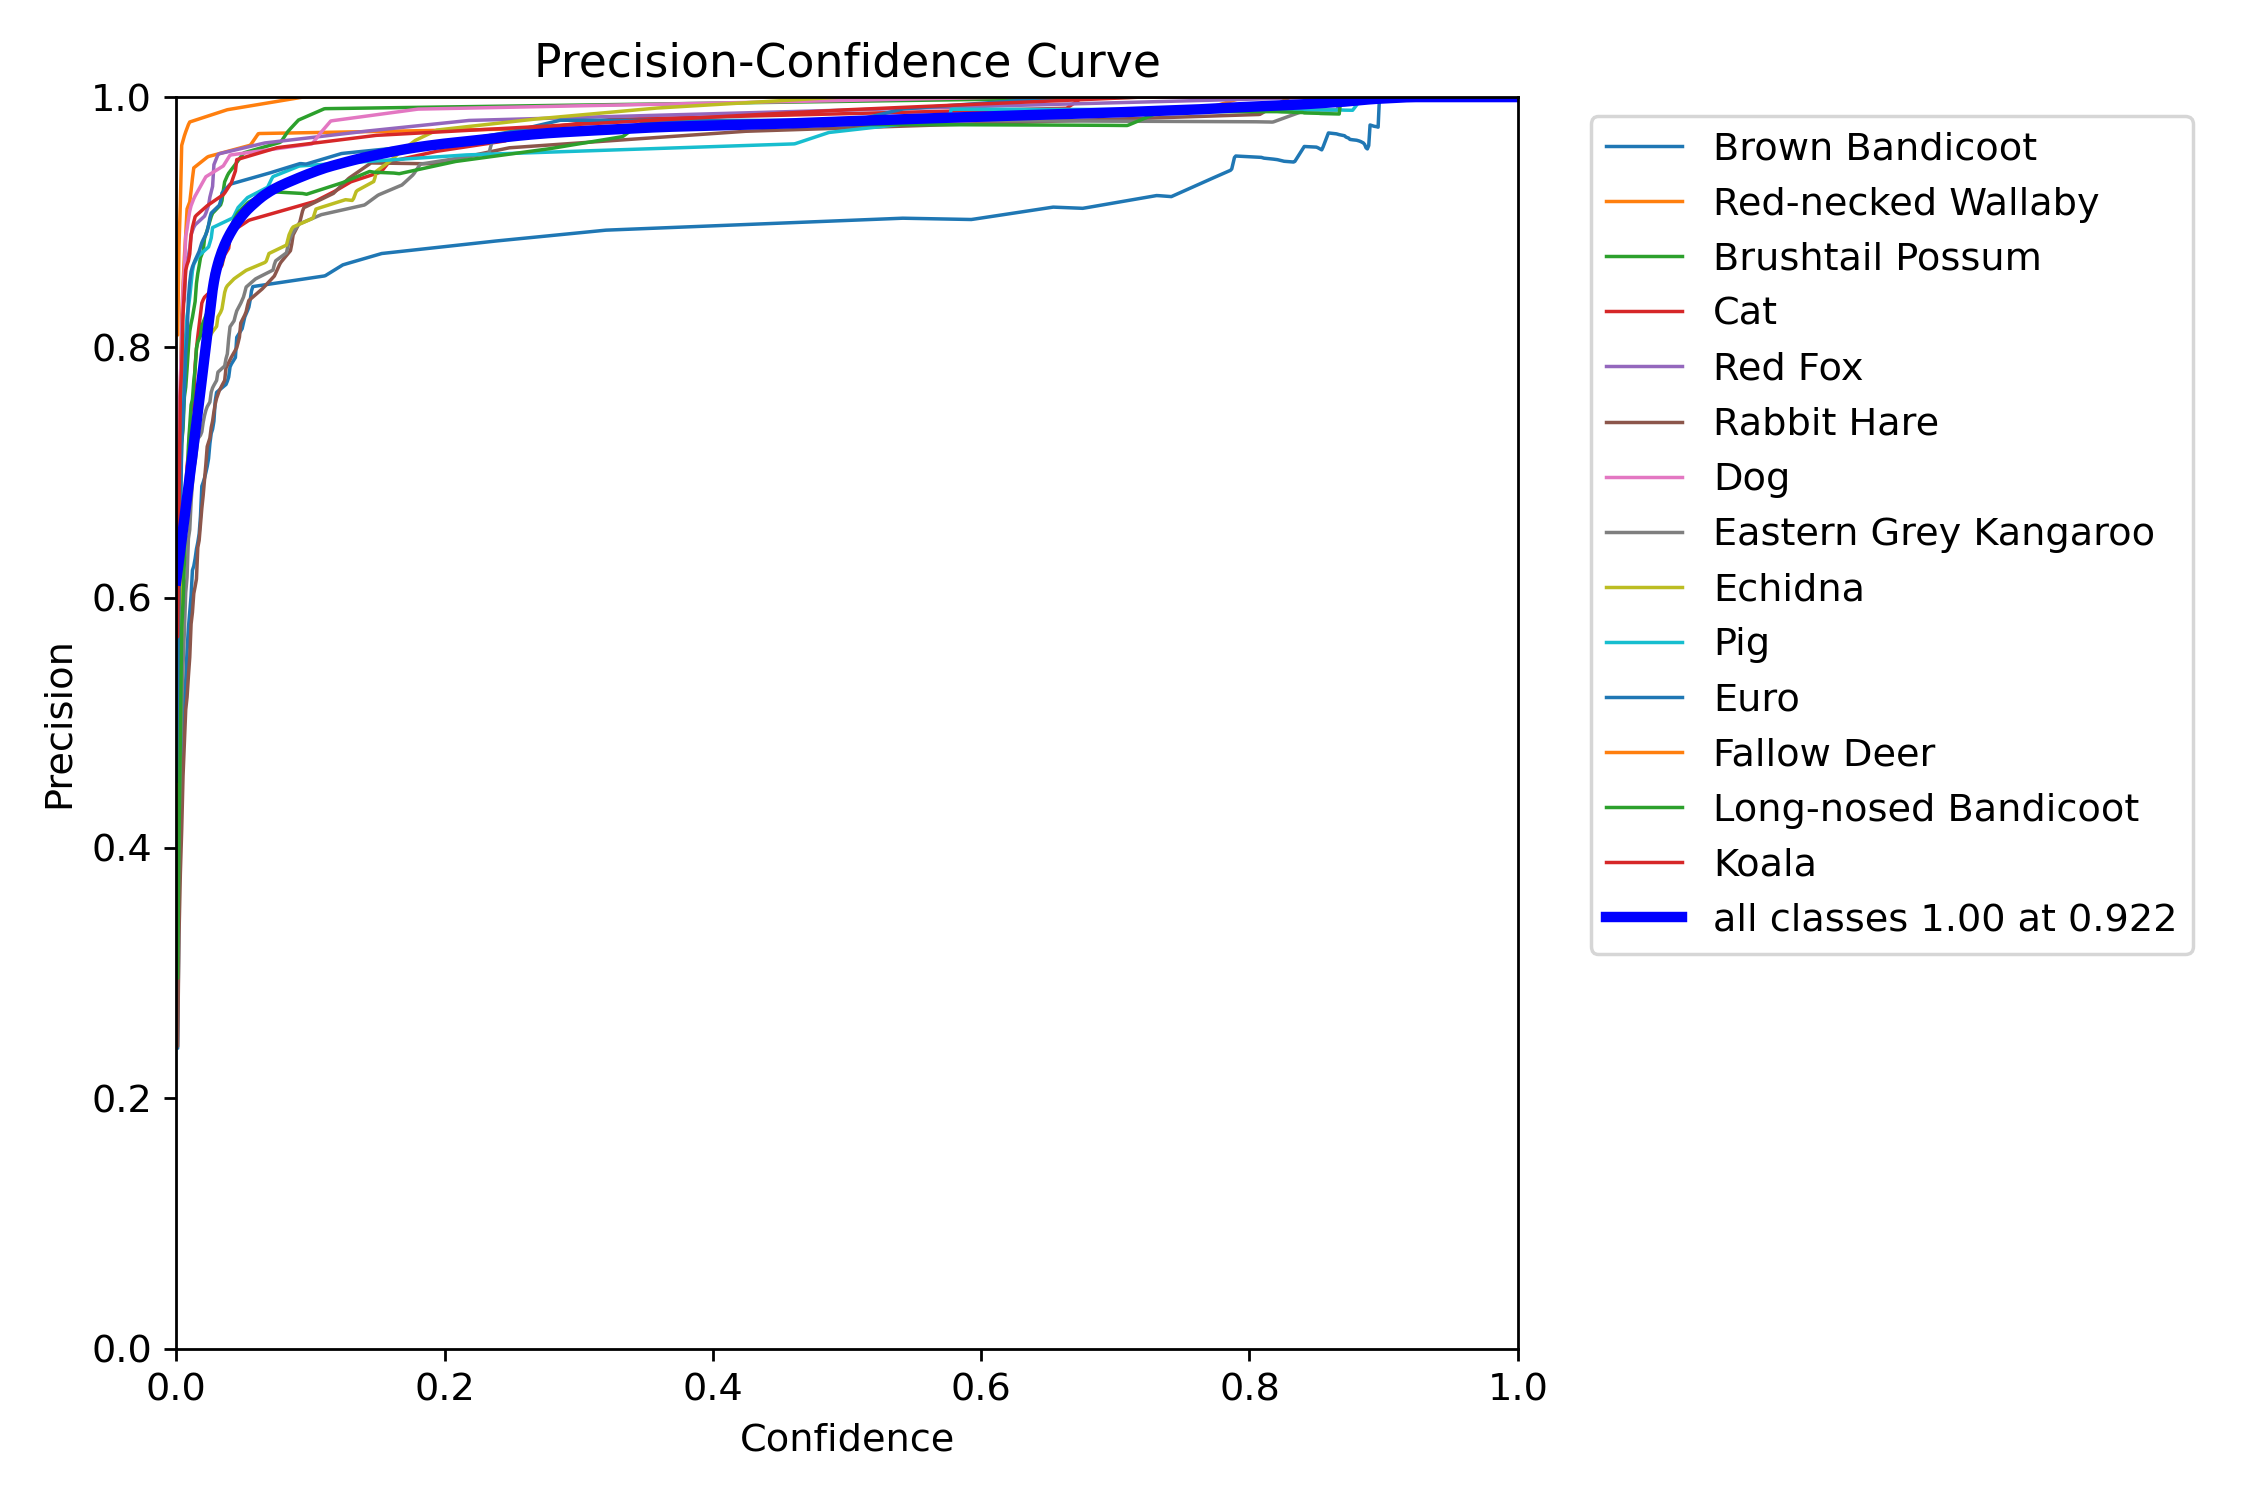 Precision-Confidence Curve
1.0
0.8
0.6
0.4
0.2
0.0
Precision
0.0 0.2 0.4 0.6 0.8 1.0
Confidence
Brown Bandicoot
Red-necked Wallaby
Brushtail Possum
Cat
Red Fox
Rabbit Hare
Dog
Eastern Grey Kangaroo
Echidna
Pig
Euro
Fallow Deer
Long-nosed Bandicoot
Koala
all classes 1.00 at 0.922